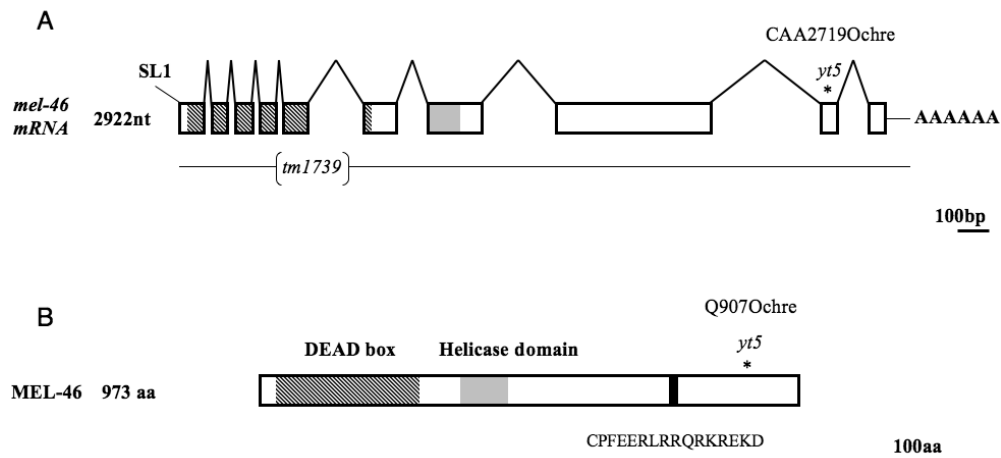 A
CAA2719Ochre
SL1
yt5
*
mel-46
mRNA
2922nt
AAAAAA
tm1739
100bp
B
Q907Ochre
yt5
*
DEAD box Helicase domain
MEL-46 973 aa
CPFEERLRRQRKREKD
100aa